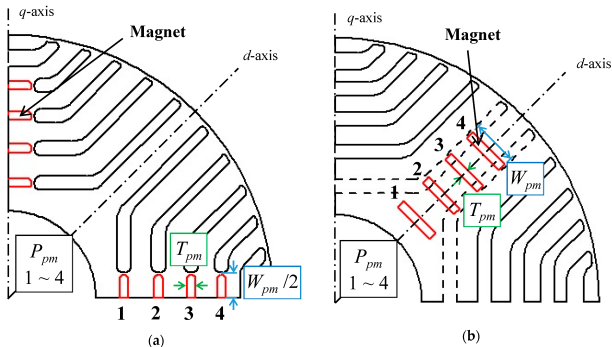 q-axis
Magnet
d-axis
T_pm
P_pm
1 ~ 4
W_pm /2
1 2 3 4
(a)
q-axis
Magnet
d-axis
4
3
2
1
W_pm
T_pm
P_pm
1 ~ 4
(b)